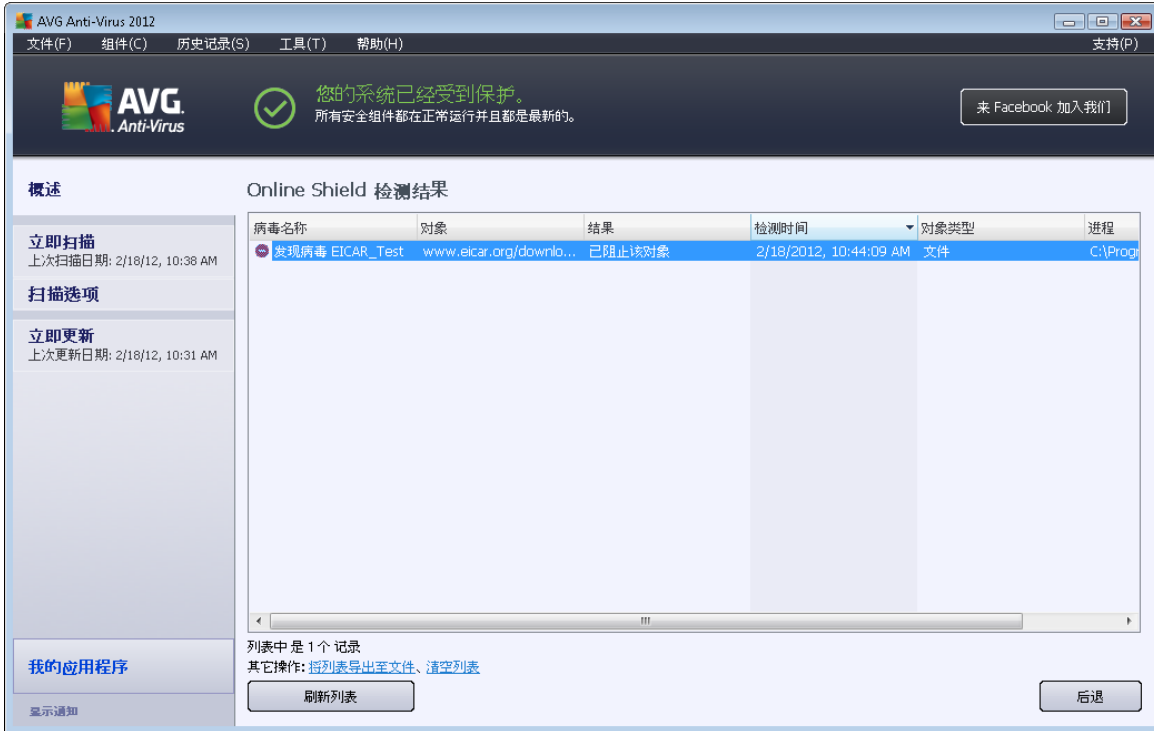 AVG Anti-Virus 2012
文件(F) 组件(C) 历史记录(S) 工具(T) 帮助(H) 支持(P)
AVG.
Anti-Virus
您的系统已经受到保护。
所有安全组件都在正常运行并且都是最新的。
来 Facebook 加入我们
概述
立即扫描
上次扫描日期: 2/18/12, 10:38 AM
扫描选项
立即更新
上次更新日期: 2/18/12, 10:31 AM
我的应用程序
显示通知
Online Shield 检测结果
病毒名称 对象 结果 检测时间 对象类型 进程
发现病毒 EICAR_Test www.eicar.org/downlo... 已阻止该对象 2/18/2012, 10:44:09 AM 文件 C:\Progr
列表中 是 1 个 记录
其它操作: 将列表导出至文件、清空列表
刷新列表
后退